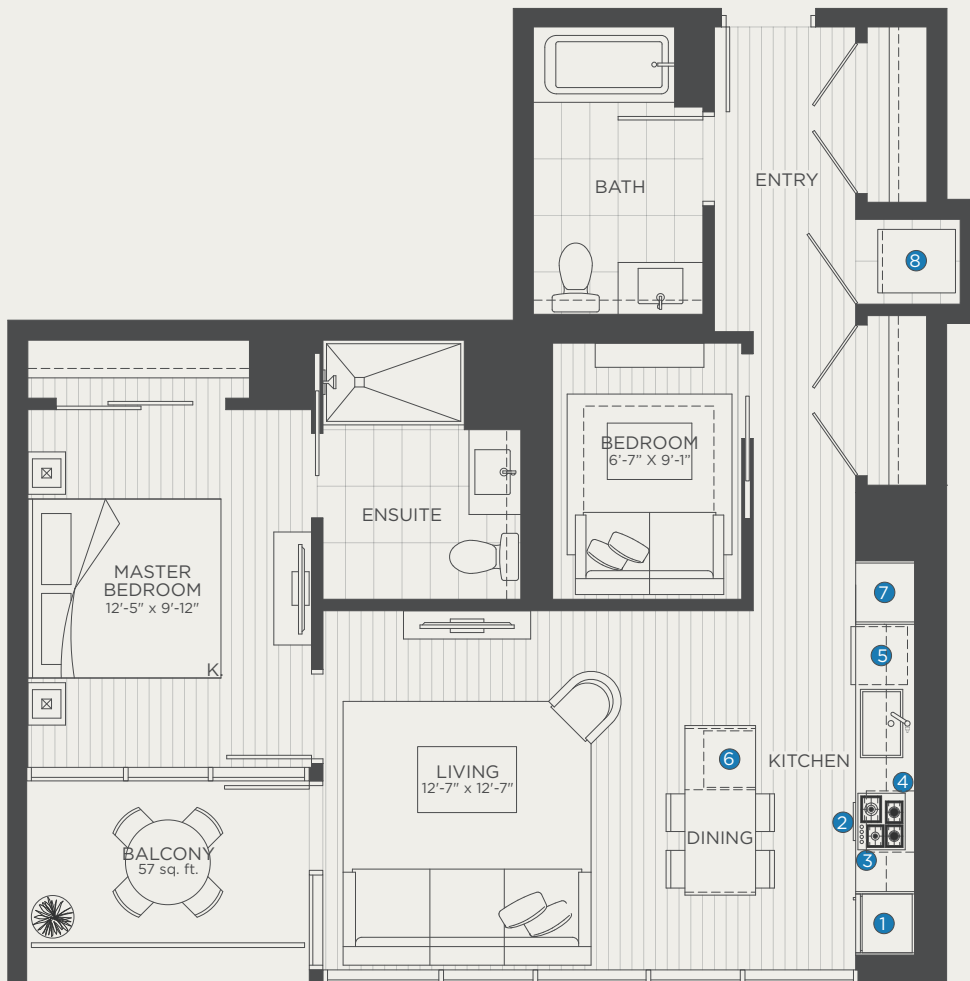 BATH
ENTRY
8
BEDROOM
6'-7" X 9'-1"
ENSUITE
MASTER
BEDROOM
12'-5" x 9'-12"
K.
7
5
LIVING
12'-7" x 12'-7"
6
KITCHEN
4
2
DINING
3
BALCONY
57 sq. ft.
1